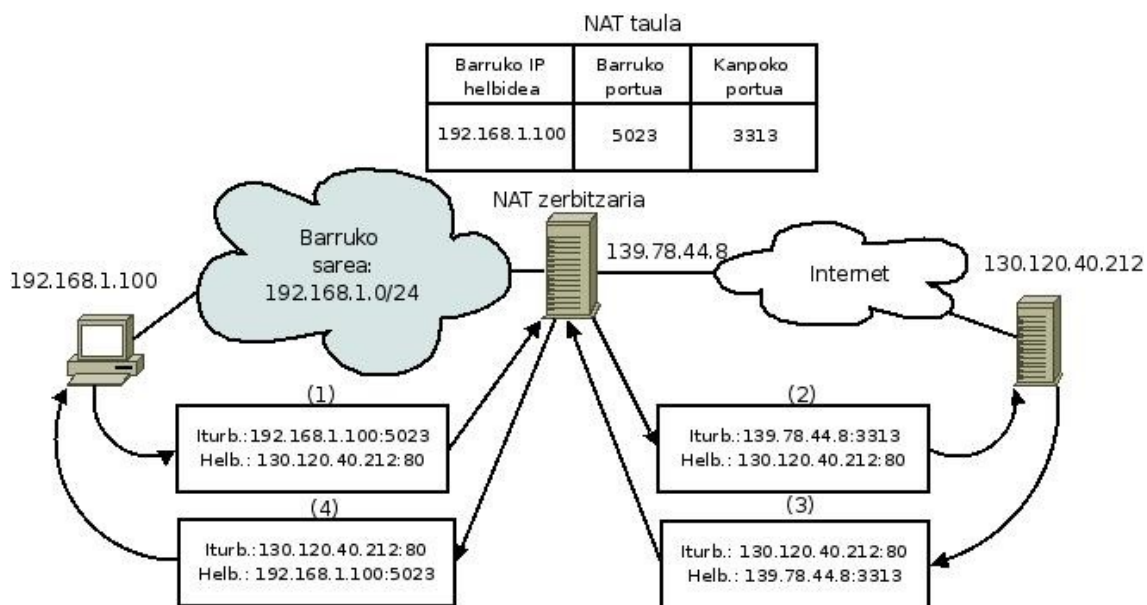 NAT taula
Barruko IP helbidea
Barruko portua
Kanpoko portua
192.168.1.100
5023
3313
NAT zerbitzaria
Barruko
sarea:
192.168.1.0/24
192.168.1.100
139.78.44.8
Internet
130.120.40.212
(1)
Iturb.:192.168.1.100:5023
Helb.: 130.120.40.212:80
(2)
Iturb.:139.78.44.8:3313
Helb.: 130.120.40.212:80
(4)
Iturb.:130.120.40.212:80
Helb.: 192.168.1.100:5023
(3)
Iturb.: 130.120.40.212:80
Helb.: 139.78.44.8:3313